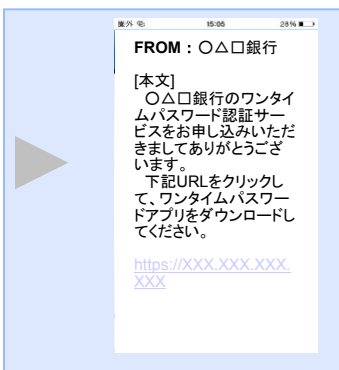 圏外 15:05 28%
FROM：〇△□銀行
[本文]
　〇△□銀行のワンタイ
ムパスワード認証サー
ビスをお申し込みいただ
きましてありがとうござ
います。
　下記URLをクリックし
て、ワンタイムパスワー
ドアプリをダウンロードし
てください。
https://XXX.XXX.XXX.
XXX